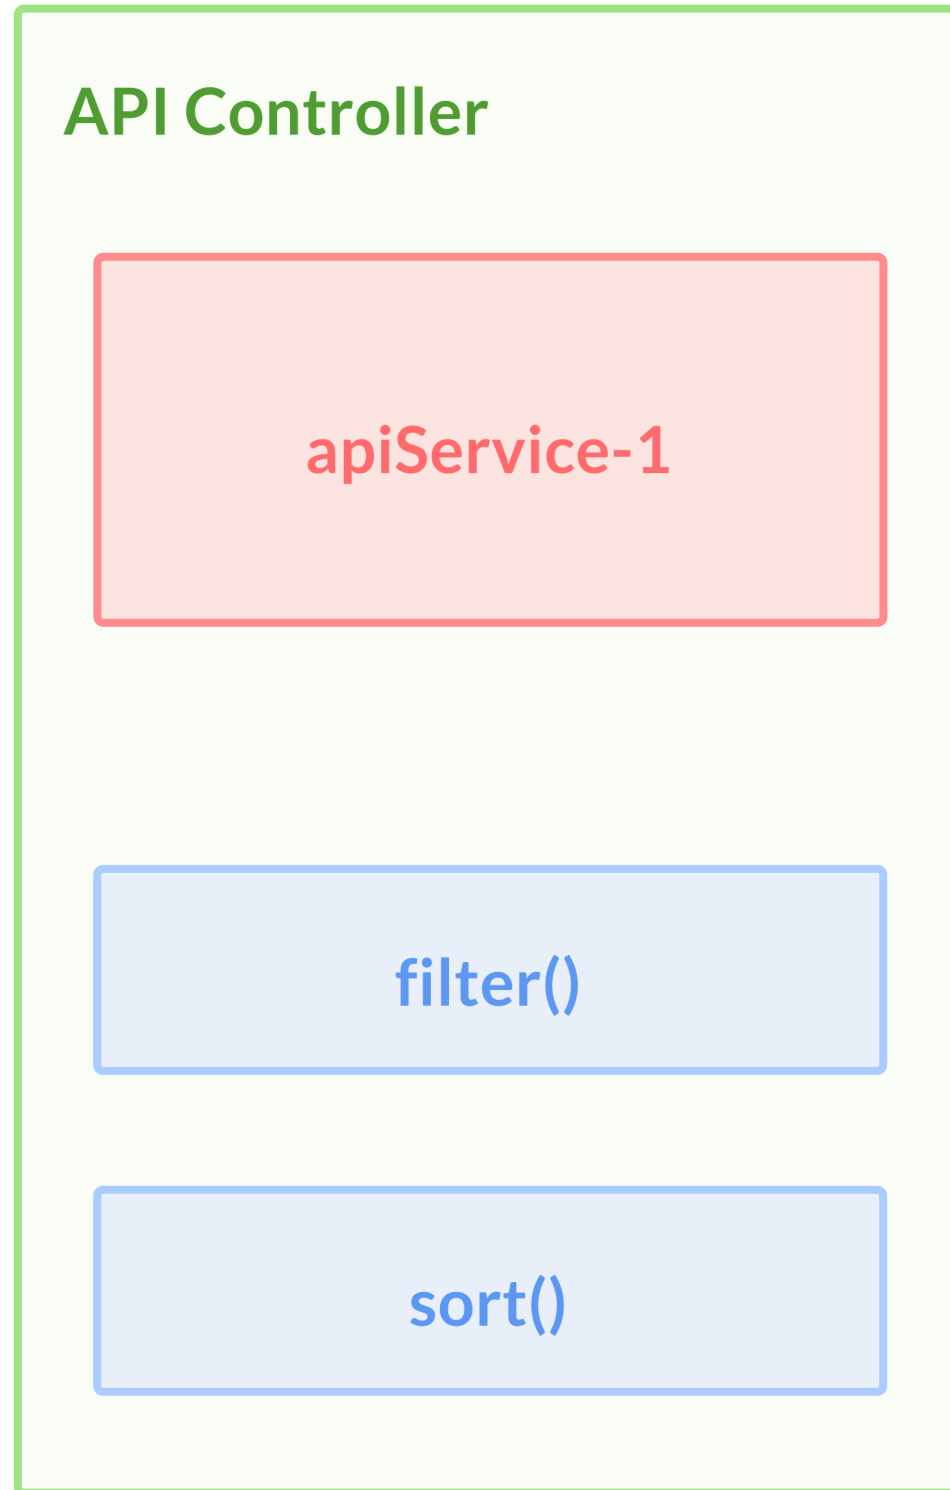 API Controller
apiService-1
filter()
sort()